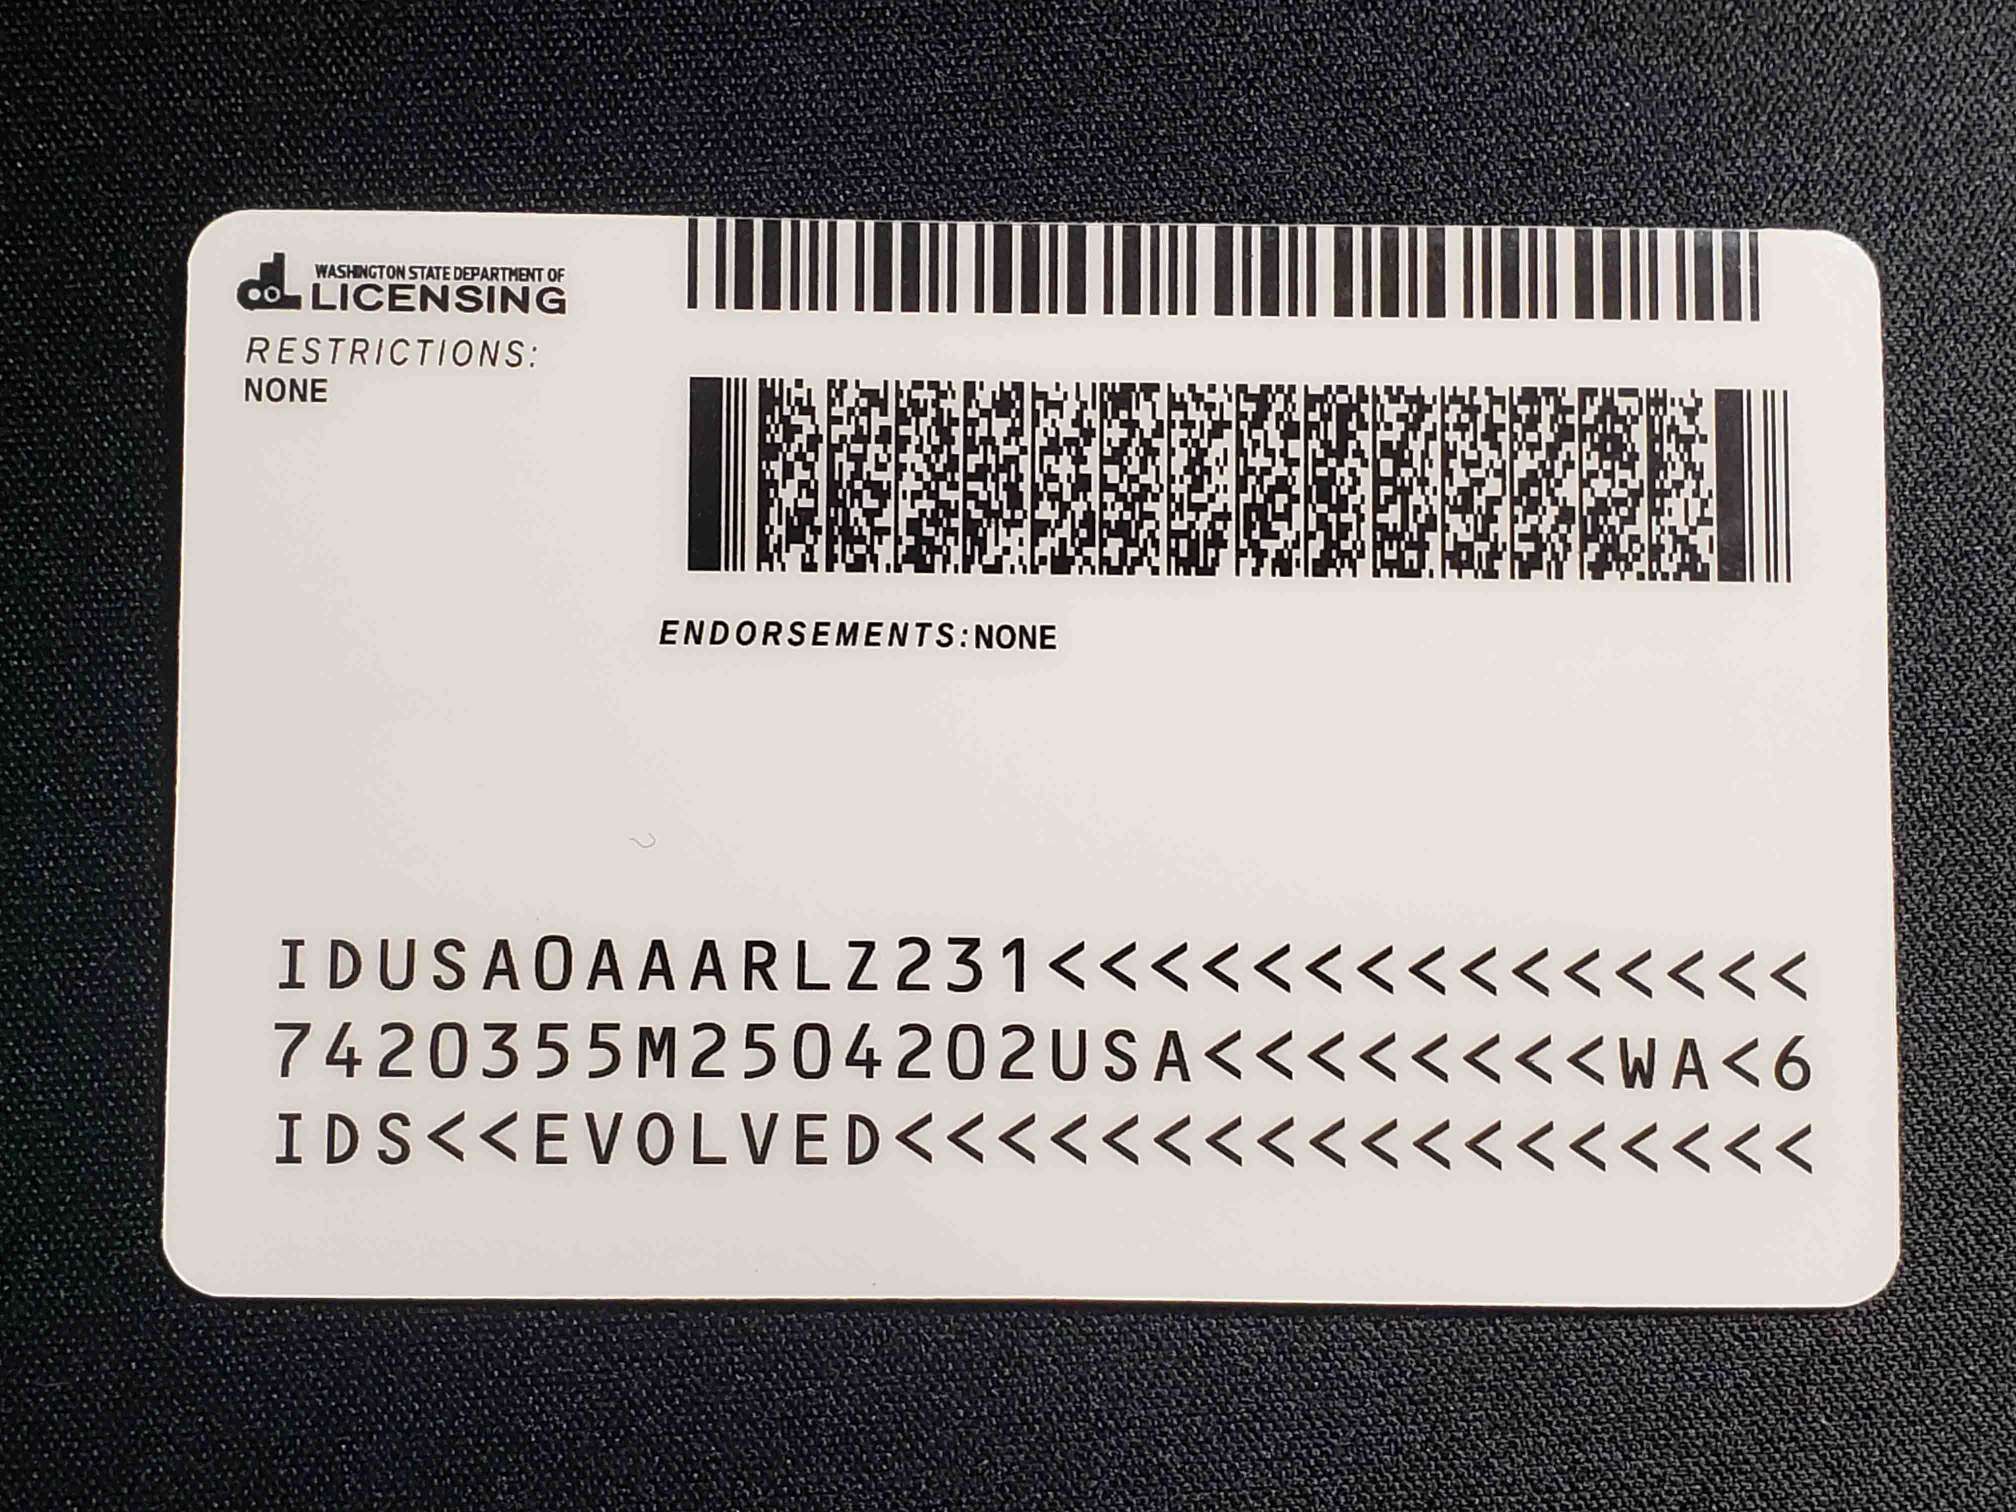 WASHINGTON STATE DEPARTMENT OF
LICENSING
RESTRICTIONS:
NONE
ENDORSEMENTS:NONE
IDUSA0AAARLZ231<<<<<<<<<<<<<<<
7420355M2504202USA<<<<<<<<WA<6
IDS<<EVOLVED<<<<<<<<<<<<<<<<<<